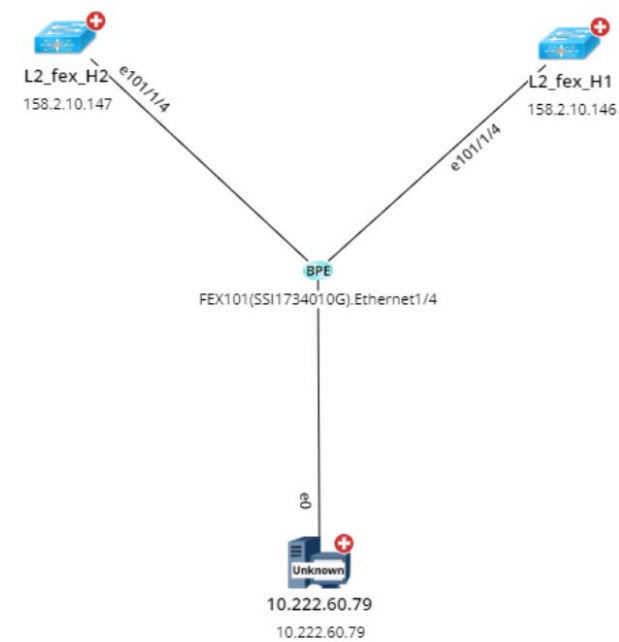 L2_fex_H2
158.2.10.147
e101/1/4
L2_fex_H1
158.2.10.146
e101/1/4
BPE
FEX101(SSI1734010G).Ethernet1/4
e0
Unknown
10.222.60.79
10.222.60.79